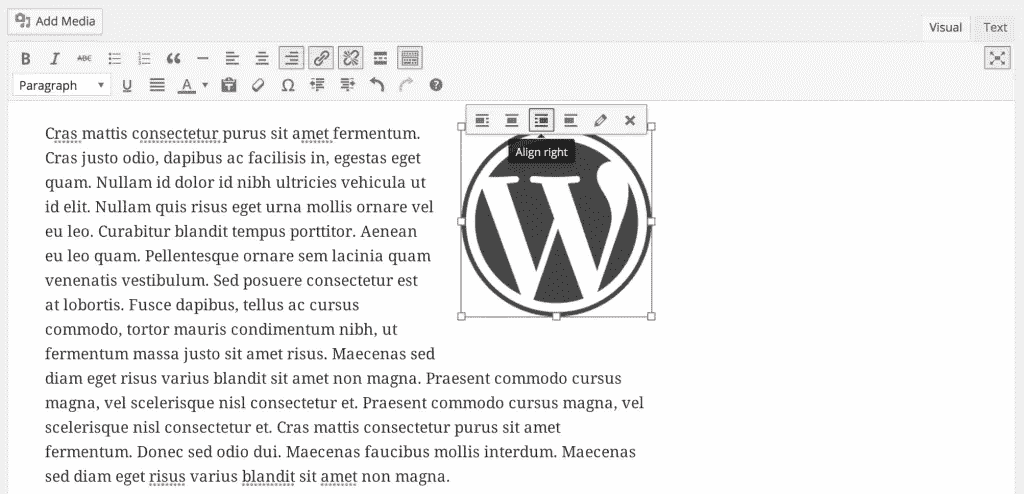 Add Media
Visual Text
B I ABC
Paragraph U A Ω
Align right
W
Cras mattis consectetur purus sit amet fermentum.
Cras justo odio, dapibus ac facilisis in, egestas eget
quam. Nullam id dolor id nibh ultricies vehicula ut
id elit. Nullam quis risus eget urna mollis ornare vel
eu leo. Curabitur blandit tempus porttitor. Aenean
eu leo quam. Pellentesque ornare sem lacinia quam
venenatis vestibulum. Sed posuere consectetur est
at lobortis. Fusce dapibus, tellus ac cursus
commodo, tortor mauris condimentum nibh, ut
fermentum massa justo sit amet risus. Maecenas sed
diam eget risus varius blandit sit amet non magna. Praesent commodo cursus
magna, vel scelerisque nisl consectetur et. Praesent commodo cursus magna, vel
scelerisque nisl consectetur et. Cras mattis consectetur purus sit amet
fermentum. Donec sed odio dui. Maecenas faucibus mollis interdum. Maecenas
sed diam eget risus varius blandit sit amet non magna.